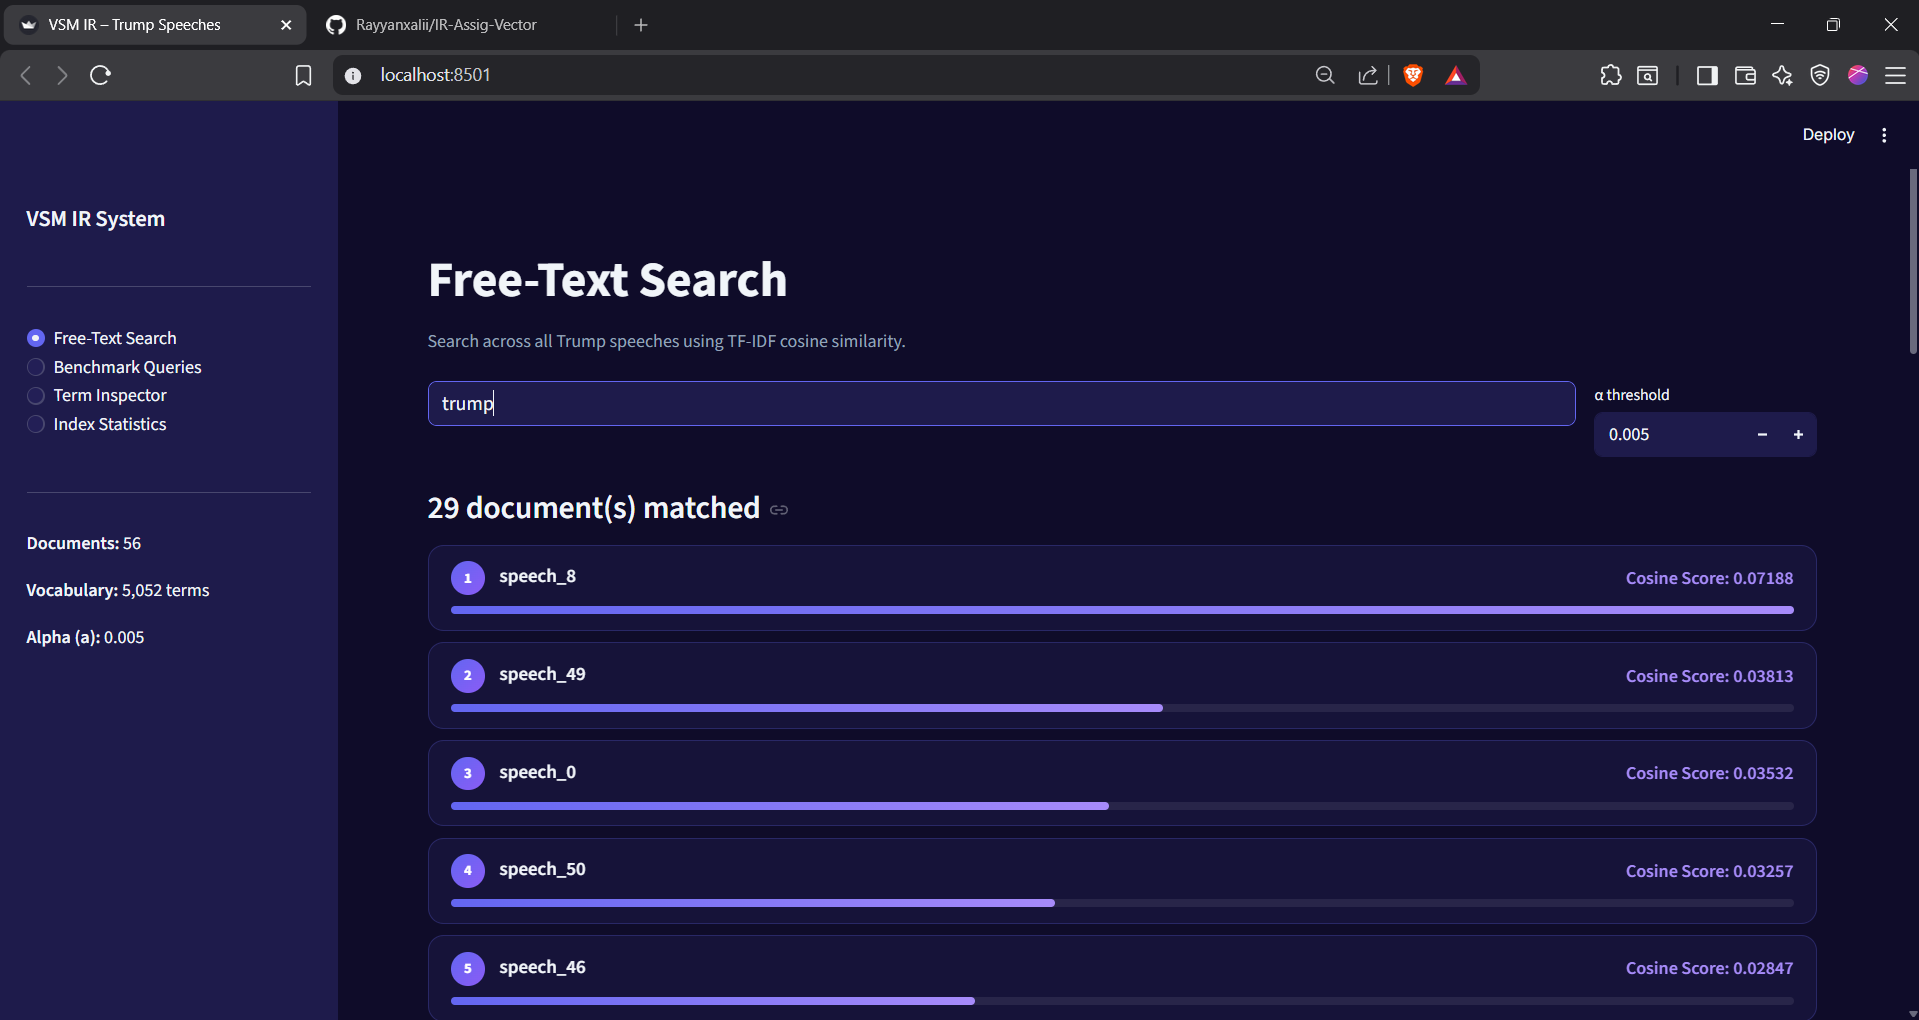 VSM IR – Trump Speeches
Rayyanxalii/IR-Assig-Vector
localhost:8501
Deploy
VSM IR System
Free-Text Search
Benchmark Queries
Term Inspector
Index Statistics
Documents: 56
Vocabulary: 5,052 terms
Alpha (a): 0.005
Free-Text Search
Search across all Trump speeches using TF-IDF cosine similarity.
trump
α threshold
0.005
29 document(s) matched
1 speech_8 Cosine Score: 0.07188
2 speech_49 Cosine Score: 0.03813
3 speech_0 Cosine Score: 0.03532
4 speech_50 Cosine Score: 0.03257
5 speech_46 Cosine Score: 0.02847